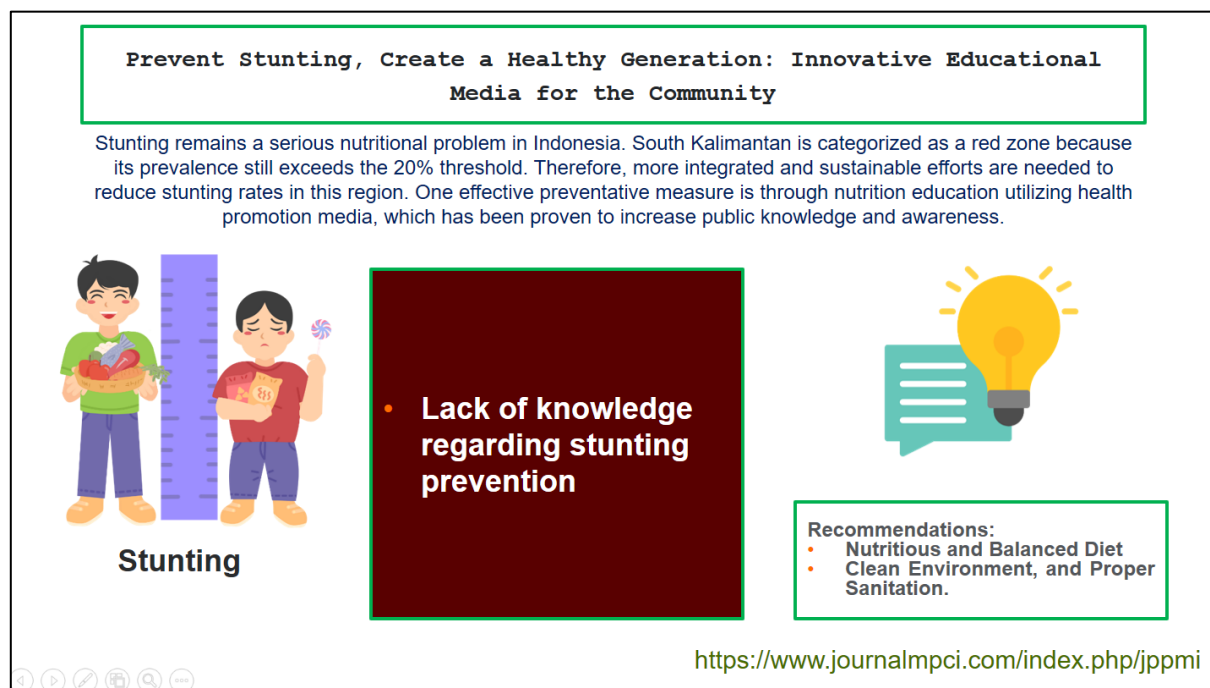 Prevent Stunting, Create a Healthy Generation: Innovative Educational
Media for the Community
Stunting remains a serious nutritional problem in Indonesia. South Kalimantan is categorized as a red zone because
its prevalence still exceeds the 20% threshold. Therefore, more integrated and sustainable efforts are needed to
reduce stunting rates in this region. One effective preventative measure is through nutrition education utilizing health
promotion media, which has been proven to increase public knowledge and awareness.
Stunting
• Lack of knowledge
regarding stunting
prevention
Recommendations:
• Nutritious and Balanced Diet
• Clean Environment, and Proper
Sanitation.
https://www.journalmpci.com/index.php/jppmi